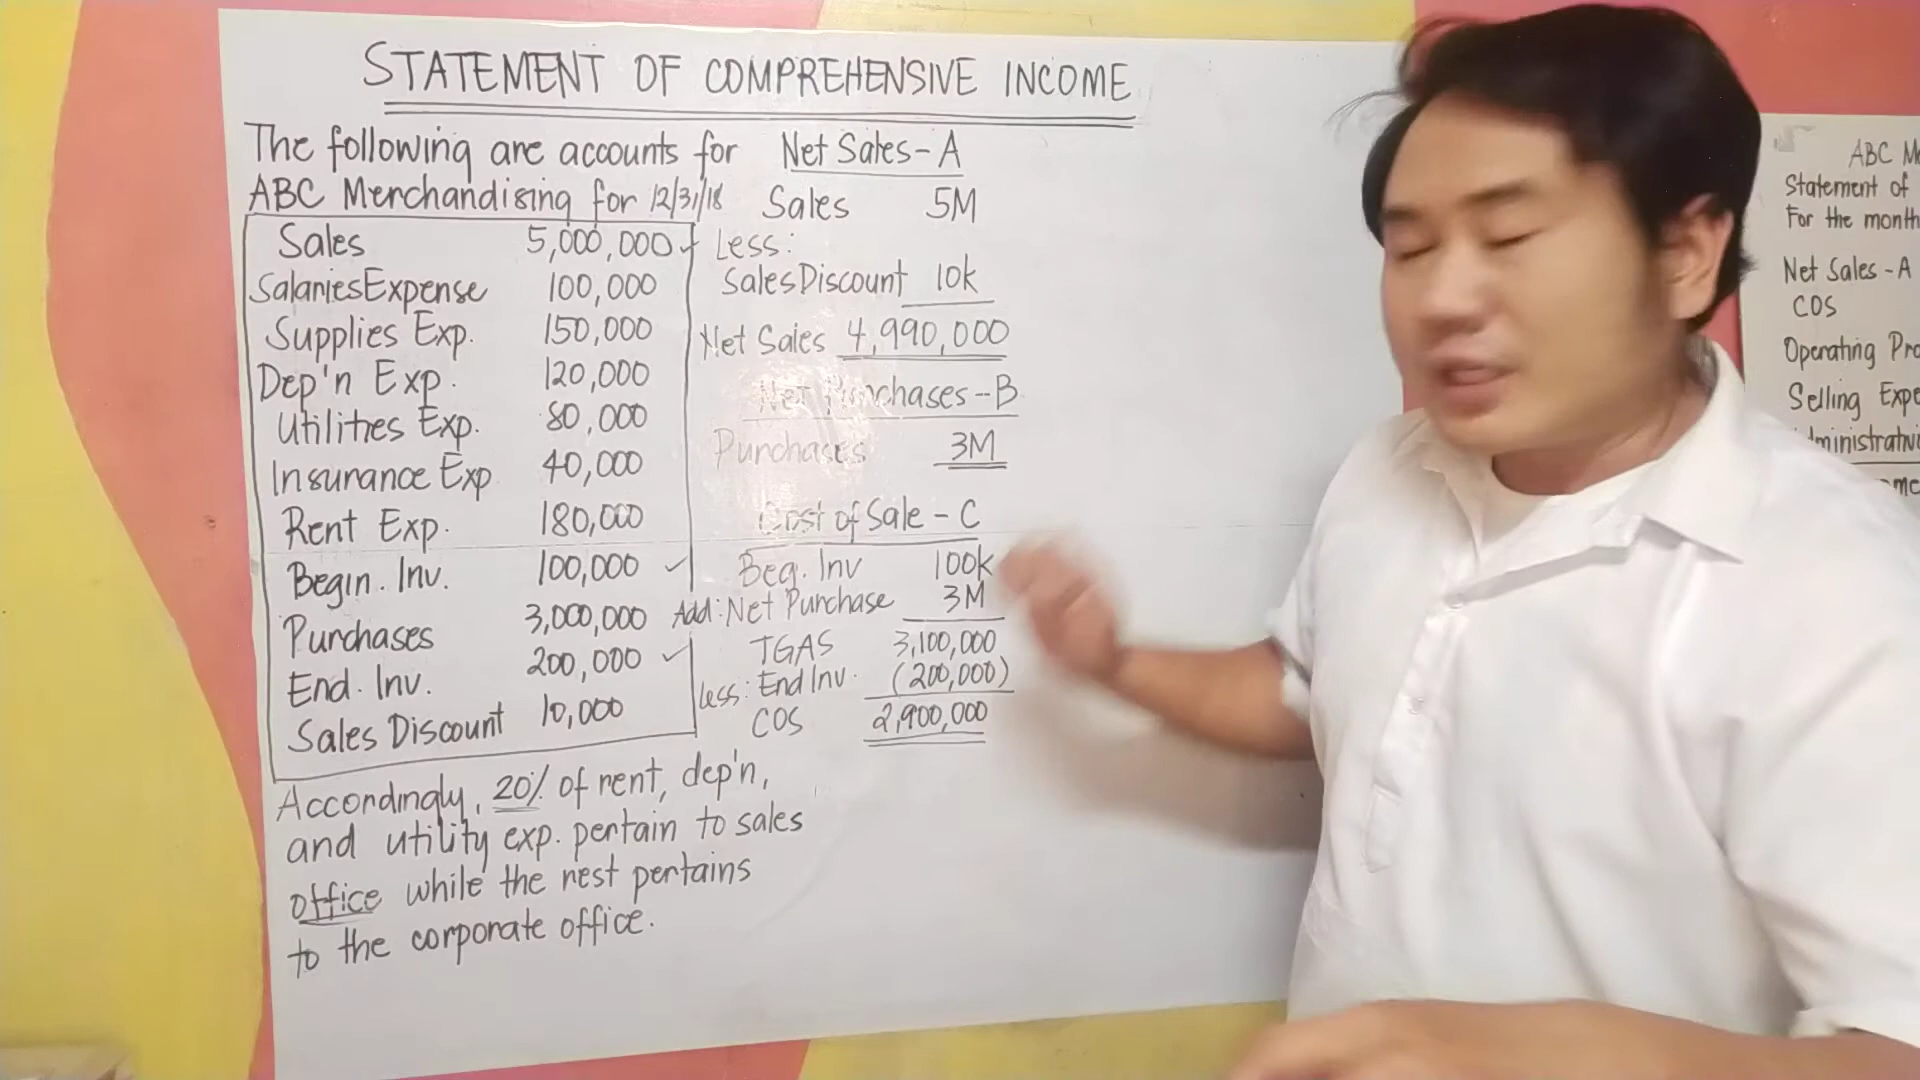 STATEMENT OF COMPREHENSIVE INCOME
The following are accounts for
ABC Merchandising for 12/31/18
Sales 5,000,000 ✓
Salaries Expense 100,000
Supplies Exp. 150,000
Dep'n Exp. 120,000
Utilities Exp. 80,000
Insurance Exp 40,000
Rent Exp. 180,000
Begin. Inv. 100,000 ✓
Purchases 3,000,000
End. Inv. 200,000 ✓
Sales Discount 10,000
Accordingly, 20% of rent, dep'n,
and utility exp. pertain to sales
office while the rest pertains
to the corporate office.
Net Sales - A
Sales 5M
Less:
Sales Discount 10k
Net Sales 4,990,000
Net Purchases - B
Purchases 3M
Cost of Sale - C
Beg. Inv 100k
Add: Net Purchase 3M
TGAS 3,100,000
Less: End Inv. (200,000)
COS 2,900,000
ABC
Statement of
For the month
Net Sales - A
COS
Operating
Selling